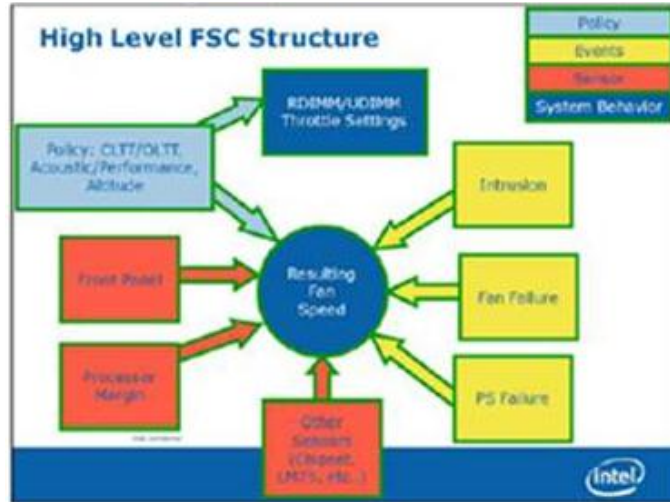 High Level FSC Structure
Policy
Events
Sensor
System Behavior
RDIMM/UDIMM
Throttle Settings
Policy: CLTT/OLTT,
Acoustic/Performance,
Altitude
Intrusion
Front Panel
Resulting
Fan
Speed
Fan Failure
Processor
Margin
PS Failure
Other
Sensors
(Chipset,
etc..)
intel